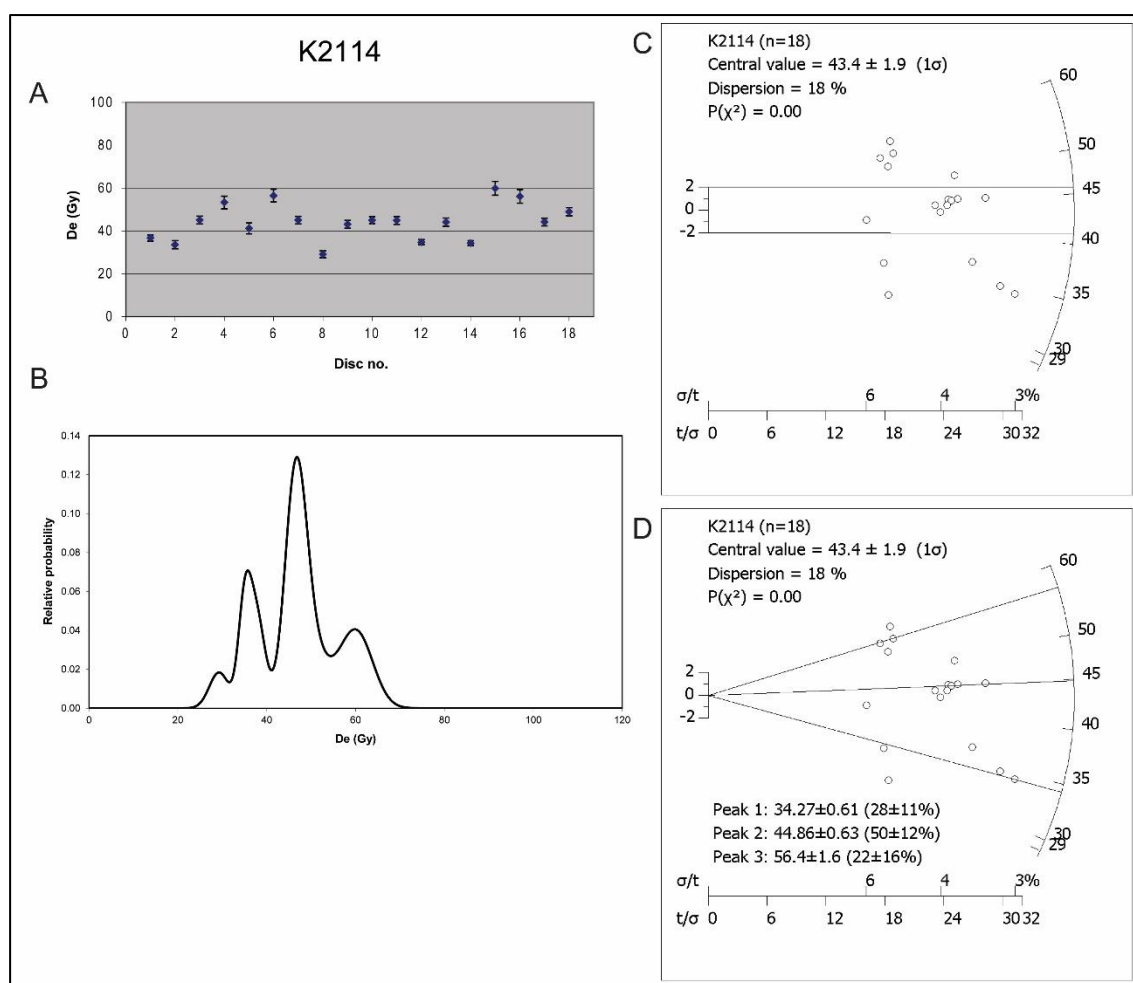 K2114
A
100
80
60
40
20
0
De (Gy)
0 2 4 6 8 10 12 14 16 18
Disc no.
B
0.14
0.12
0.10
0.08
0.06
0.04
0.02
0.00
Relative probability
0 20 40 60 80 100 120
De (Gy)
C
K2114 (n=18)
Central value = 43.4 ± 1.9 (1σ)
Dispersion = 18 %
P(χ²) = 0.00
60
50
45
40
35
30
29
2
0
-2
σ/t 6 4 3%
t/σ 0 6 12 18 24 30 32
D
K2114 (n=18)
Central value = 43.4 ± 1.9 (1σ)
Dispersion = 18 %
P(χ²) = 0.00
60
50
45
40
35
30
29
2
0
-2
Peak 1: 34.27±0.61 (28±11%)
Peak 2: 44.86±0.63 (50±12%)
Peak 3: 56.4±1.6 (22±16%)
σ/t 6 4 3%
t/σ 0 6 12 18 24 30 32